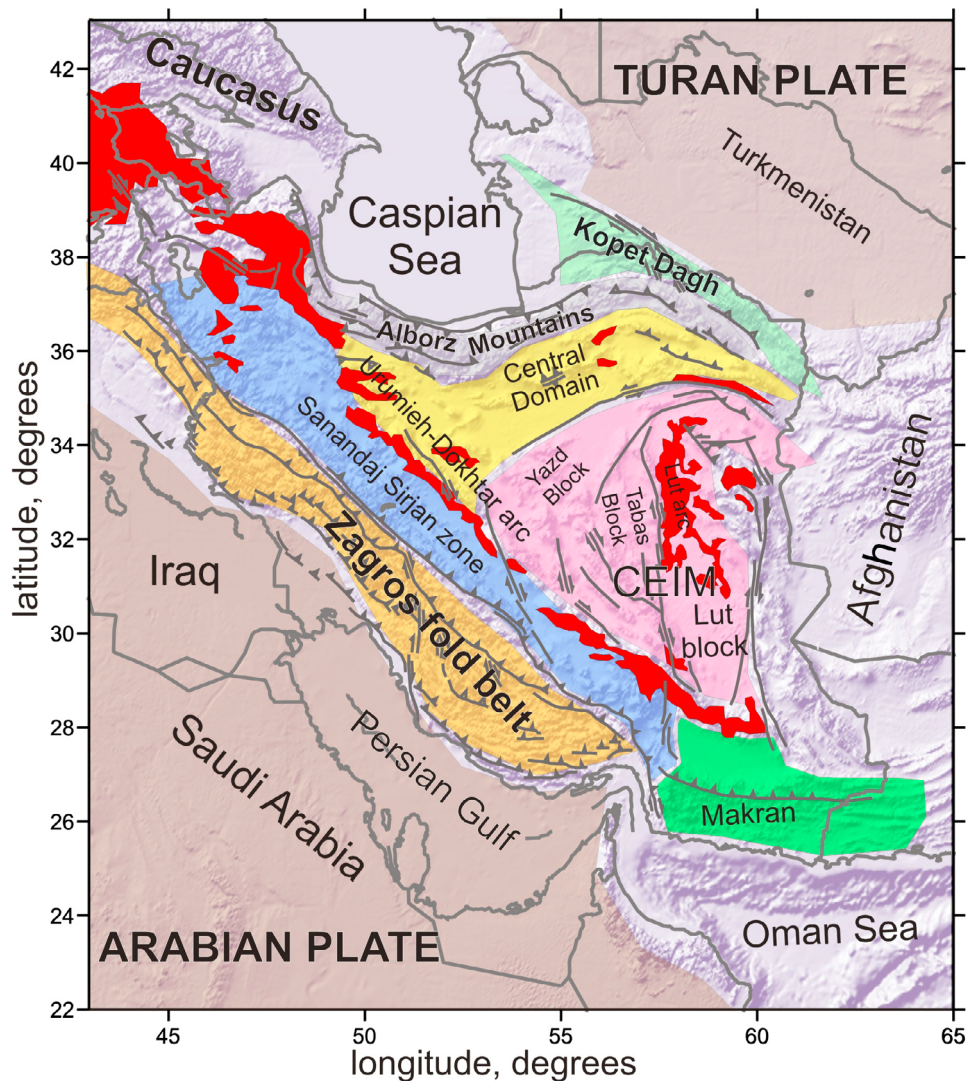 42
40
38
36
34
32
30
28
26
24
22
latitude, degrees
Caucasus
TURAN PLATE
Turkmenistan
Caspian
Sea
Kopet Dagh
Alborz Mountains
Central
Domain
Urumieh-Dokhtar arc
Sanandaj Sirjan zone
Yazd
Block
Tabas
Block
Lut arc
CEIM
Lut
block
Afghanistan
Iraq
Zagros fold belt
Persian Gulf
Saudi Arabia
Makran
Oman Sea
ARABIAN PLATE
45
50
55
60
65
longitude, degrees